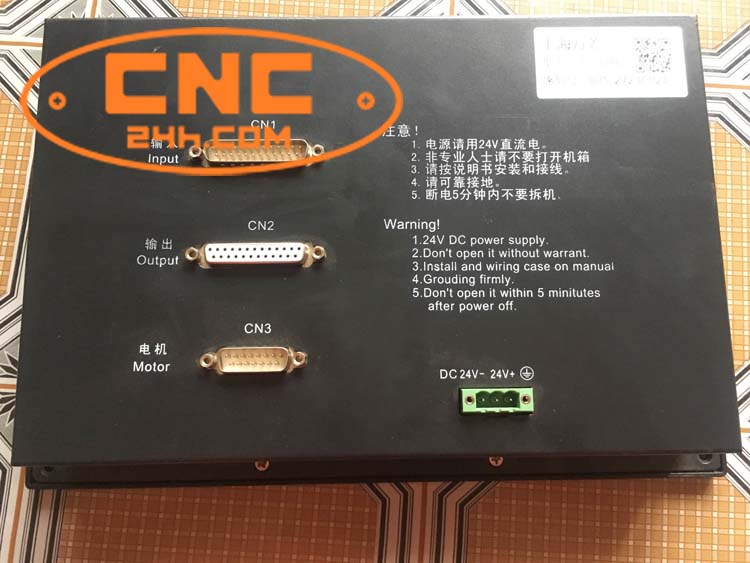 CNC
24h.COM
CN1
输入
Input
CN2
输出
Output
CN3
电机
Motor
注意！
1. 电源请用24V直流电。
2. 非专业人士请不要打开机箱
3. 请按说明书安装和接线。
4. 请可靠接地。
5. 断电5分钟内不要拆机.
Warning!
1.24V DC power supply.
2.Don't open it without warrant.
3.Install and wiring case on manual
4.Grouding firmly.
5.Don't open it within 5 minitutes
after power off.
DC 24V- 24V+